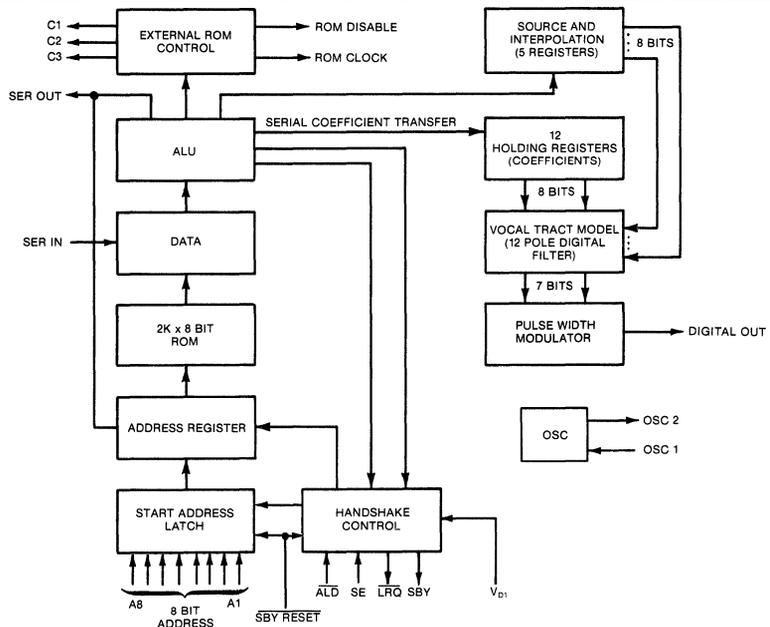 C1
C2
C3
EXTERNAL ROM
CONTROL
ROM DISABLE
ROM CLOCK
SOURCE AND
INTERPOLATION
(5 REGISTERS)
8 BITS
SER OUT
SERIAL COEFFICIENT TRANSFER
ALU
12
HOLDING REGISTERS
(COEFFICIENTS)
8 BITS
SER IN
DATA
VOCAL TRACT MODEL
(12 POLE DIGITAL
FILTER)
7 BITS
2K x 8 BIT
ROM
PULSE WIDTH
MODULATOR
DIGITAL OUT
ADDRESS REGISTER
OSC
OSC 2
OSC 1
START ADDRESS
LATCH
HANDSHAKE
CONTROL
A8
A1
8 BIT
ADDRESS
SBY RESET
ALD
SE
LRQ
SBY
VD1